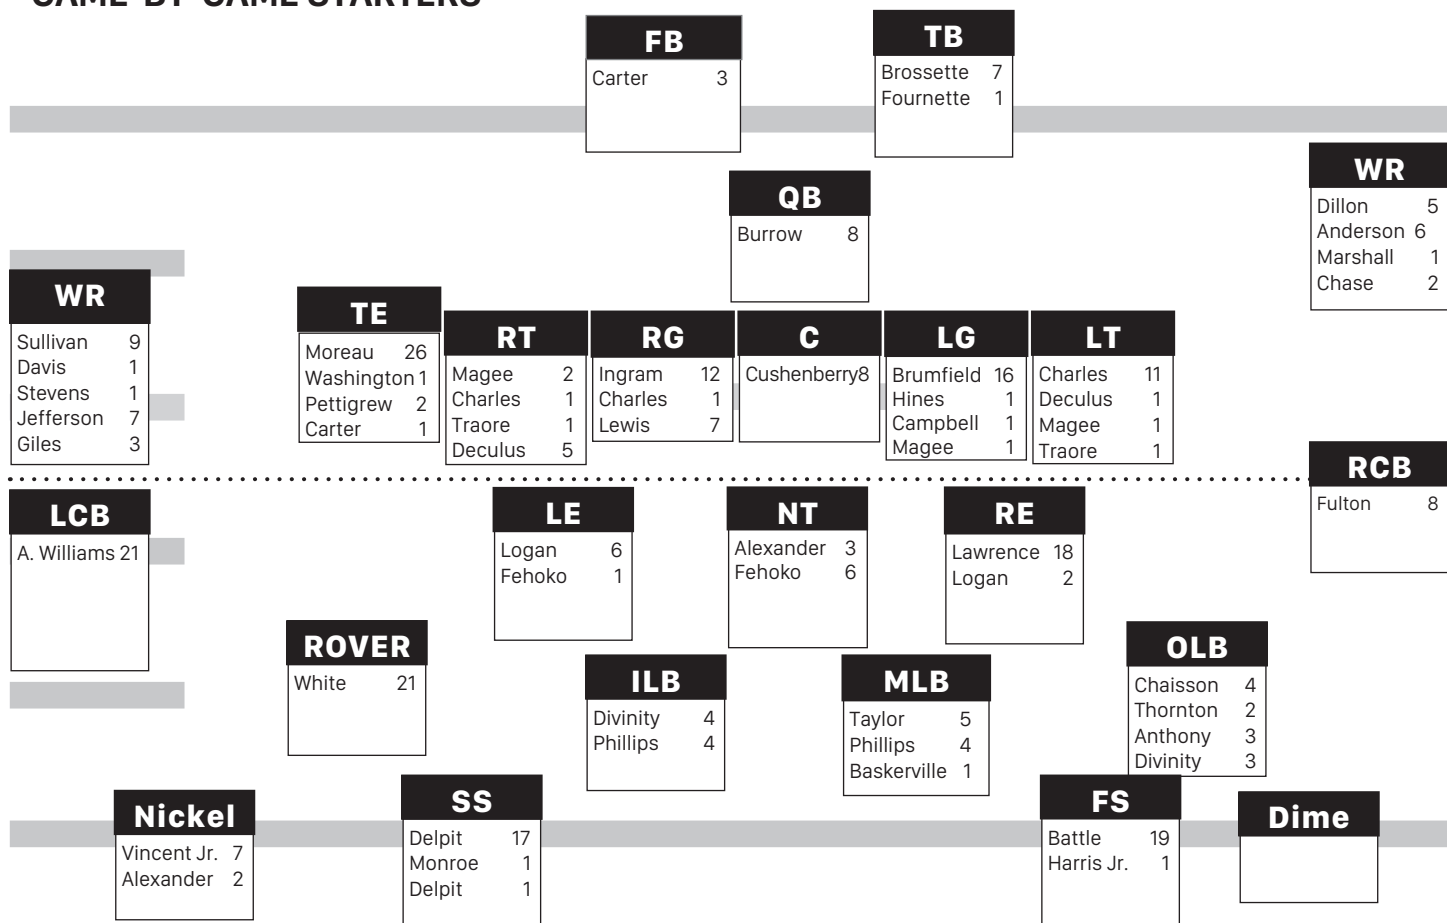 GAME-BY-GAME STARTERS
FB
Carter 3
TB
Brossette 7
Fournette 1
WR
Dillon 5
Anderson 6
Marshall 1
Chase 2
QB
Burrow 8
WR
Sullivan 9
Davis 1
Stevens 1
Jefferson 7
Giles 3
TE
Moreau 26
Washington 1
Pettigrew 2
Carter 1
RT
Magee 2
Charles 1
Traore 1
Deculus 5
RG
Ingram 12
Charles 1
Lewis 7
C
Cushenberry8
LG
Brumfield 16
Hines 1
Campbell 1
Magee 1
LT
Charles 11
Deculus 1
Magee 1
Traore 1
RCB
Fulton 8
LCB
A. Williams 21
LE
Logan 6
Fehoko 1
NT
Alexander 3
Fehoko 6
RE
Lawrence 18
Logan 2
ROVER
White 21
ILB
Divinity 4
Phillips 4
MLB
Taylor 5
Phillips 4
Baskerville 1
OLB
Chaisson 4
Thornton 2
Anthony 3
Divinity 3
Nickel
Vincent Jr. 7
Alexander 2
SS
Delpit 17
Monroe 1
Delpit 1
FS
Battle 19
Harris Jr. 1
Dime